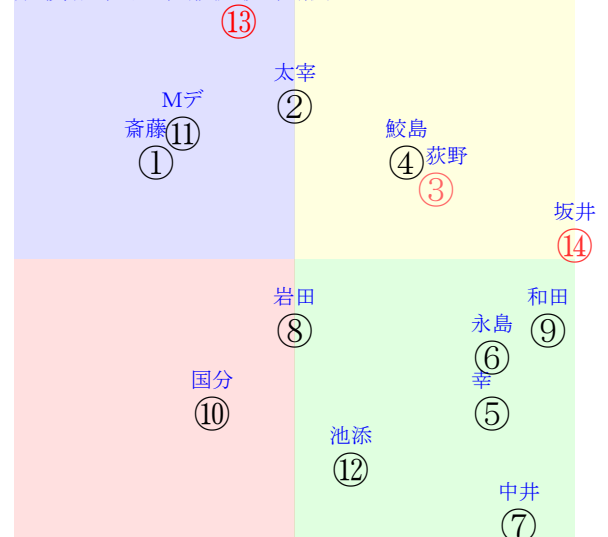 ⑬
太宰
②
Mデ
⑪
斎藤
①
鮫島
④
荻野
③
坂井
⑭
岩田
⑧
和田
⑨
永島
⑥
国分
⑩
幸
⑤
池添
⑫
中井
⑦